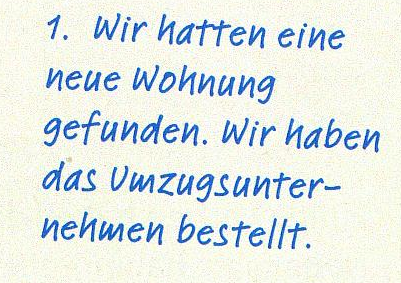 1. Wir hatten eine
neue Wohnung
gefunden. Wir haben
das Umzugsunter-
nehmen bestellt.